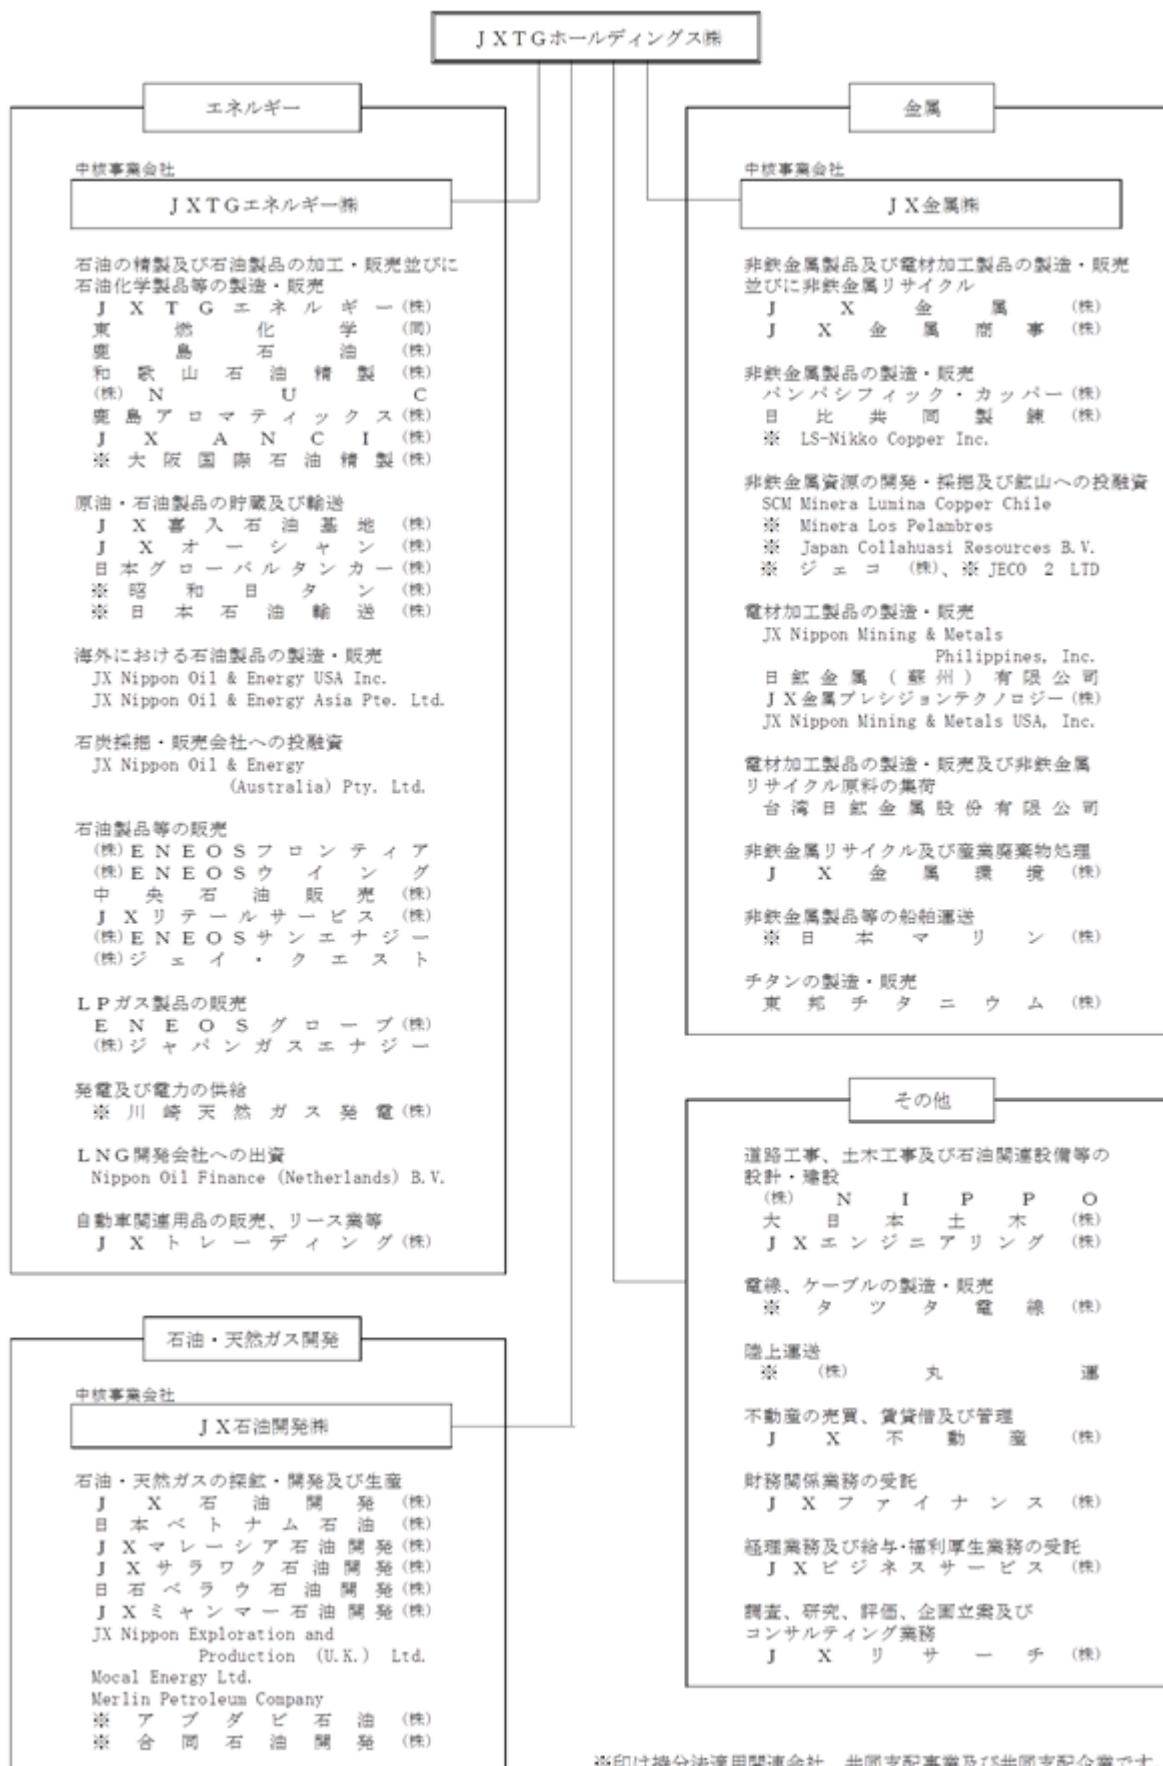 JXTGホールディングス㈱
エネルギー
中核事業会社
JXTGエネルギー㈱
石油の精製及び石油製品の加工・販売並びに
石油化学製品等の製造・販売
JXTGエネルギー(株)
東燃化学(同)
鹿島石油(株)
和歌山石油精製(株)
(株)NUC
鹿島アロマティックス(株)
JX ANCI(株)
※大阪国際石油精製(株)
原油・石油製品の貯蔵及び輸送
JX喜入石油基地(株)
JXオーシャン(株)
日本グローバルタンカー(株)
※昭和日タン(株)
※日本石油輸送(株)
海外における石油製品の製造・販売
JX Nippon Oil & Energy USA Inc.
JX Nippon Oil & Energy Asia Pte. Ltd.
石炭採掘・販売会社への投融資
JX Nippon Oil & Energy
(Australia) Pty. Ltd.
石油製品等の販売
(株)ENEOSフロンティア
(株)ENEOSウイング
中央石油販売(株)
JXリテールサービス(株)
(株)ENEOSサンエナジー
(株)ジェイ・クエスト
LPガス製品の販売
ENEOSグローブ(株)
(株)ジャパンガスエナジー
発電及び電力の供給
※川崎天然ガス発電(株)
LNG開発会社への出資
Nippon Oil Finance (Netherlands) B.V.
自動車関連用品の販売、リース業等
JXトレーディング(株)
石油・天然ガス開発
中核事業会社
JX石油開発㈱
石油・天然ガスの探鉱・開発及び生産
JX石油開発(株)
日本ベトナム石油(株)
JXマレーシア石油開発(株)
JXサラワク石油開発(株)
日石ベラウ石油開発(株)
JXミャンマー石油開発(株)
JX Nippon Exploration and
Production (U.K.) Ltd.
Mocal Energy Ltd.
Merlin Petroleum Company
※アブダビ石油(株)
※合同石油開発(株)
金属
中核事業会社
JX金属㈱
非鉄金属製品及び電材加工製品の製造・販売
並びに非鉄金属リサイクル
JX金属(株)
JX金属商事(株)
非鉄金属製品の製造・販売
パンパシフィック・カッパー(株)
日比共同製錬(株)
※ LS-Nikko Copper Inc.
非鉄金属資源の開発・採掘及び鉱山への投融資
SCM Minera Lumina Copper Chile
※ Minera Los Pelambres
※ Japan Collahuasi Resources B.V.
※ ジェコ(株)、※ JECO 2 LTD
電材加工製品の製造・販売
JX Nippon Mining & Metals
Philippines, Inc.
日鉱金属(蘇州)有限公司
JX金属プレシジョンテクノロジー(株)
JX Nippon Mining & Metals USA, Inc.
電材加工製品の製造・販売及び非鉄金属
リサイクル原料の集荷
台湾日鉱金属股份有限公司
非鉄金属リサイクル及び産業廃棄物処理
JX金属環境(株)
非鉄金属製品等の船舶運送
※日本マリン(株)
チタンの製造・販売
東邦チタニウム(株)
その他
道路工事、土木工事及び石油関連設備等の
設計・建設
(株)NIPPO
大日本土木(株)
JXエンジニアリング(株)
電線、ケーブルの製造・販売
※タツタ電線(株)
陸上運送
※(株)丸運
不動産の売買、賃貸借及び管理
JX不動産(株)
財務関係業務の受託
JXファイナンス(株)
経理業務及び給与・福利厚生業務の受託
JXビジネスサービス(株)
調査、研究、評価、企画立案及び
コンサルティング業務
JXリサーチ(株)
※印は持分法適用関連会社、共同支配事業及び共同支配企業です